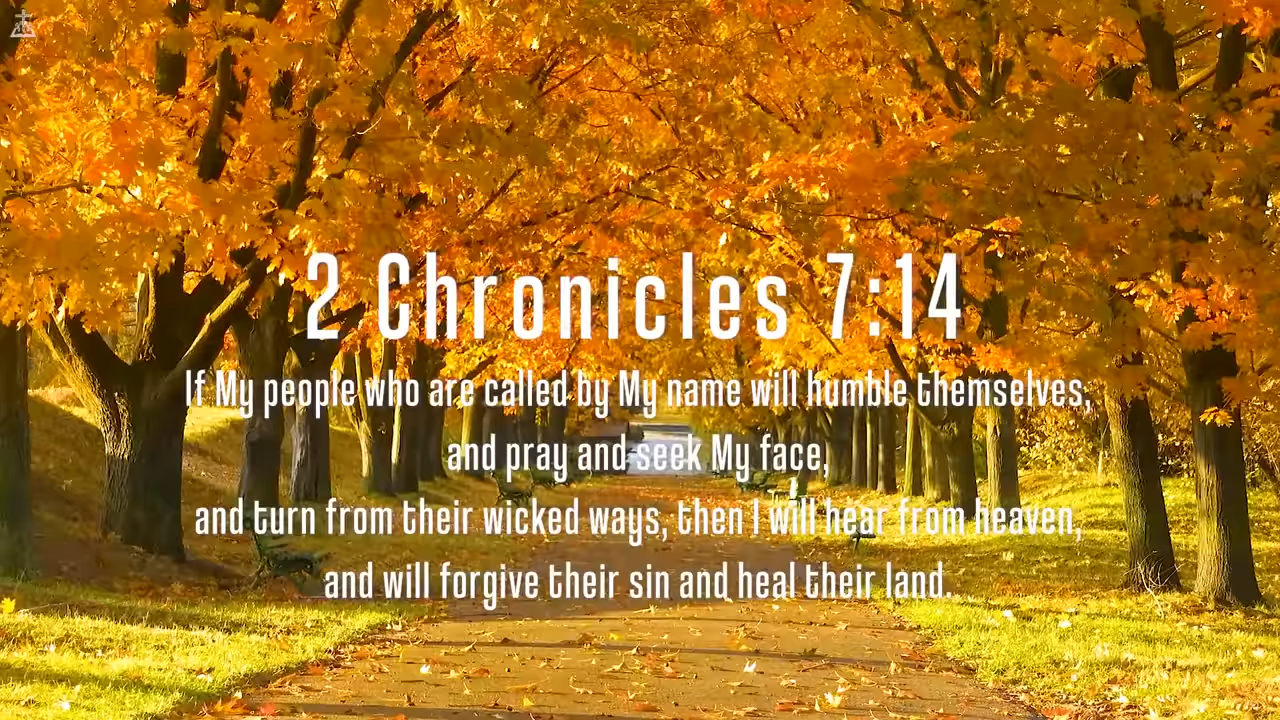 2 Chronicles 7:14
If My people who are called by My name will humble themselves,
and pray and seek My face,
and turn from their wicked ways, then I will hear from heaven,
and will forgive their sin and heal their land.